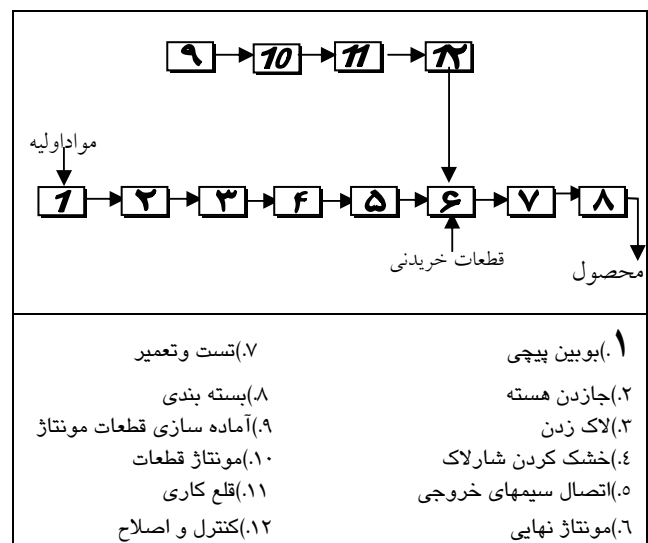 ۹ 10 11 1۲
مواداولیه
1 ۲ ۳ ۴ ۵ ۶ ۷ ۸
قطعات خریدنی
محصول
۱.)بوبین پیچی
۲.)جازدن هسته
۳.)لاک زدن
٤.)خشک کردن شارلاک
٥.)اتصال سیمهای خروجی
٦.)مونتاژ نهایی
۷.)تست وتعمیر
۸.)بسته بندی
۹.)آماده سازی قطعات مونتاژ
۱۰.)مونتاژ قطعات
۱۱.)قلع کاری
۱۲.)کنترل و اصلاح